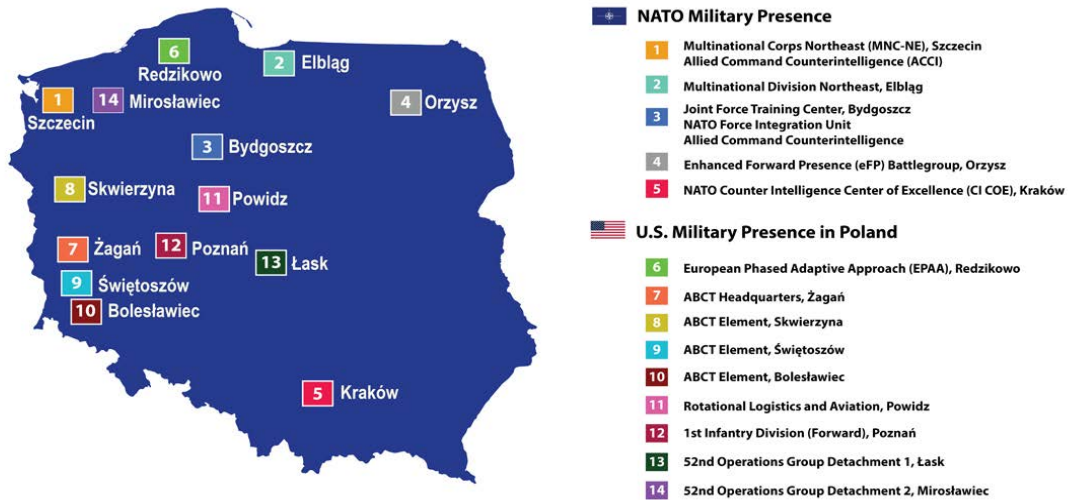 6
Redzikowo
2
Elbląg
1
Szczecin
14
Mirosławiec
4
Orzysz
3
Bydgoszcz
8
Skwierzyna
11
Powidz
7
Żagań
12
Poznań
13
Łask
9
Świętoszów
10
Bolesławiec
5
Kraków
NATO Military Presence
1
Multinational Corps Northeast (MNC-NE), Szczecin
Allied Command Counterintelligence (ACCI)
2
Multinational Division Northeast, Elbląg
3
Joint Force Training Center, Bydgoszcz
NATO Force Integration Unit
Allied Command Counterintelligence
4
Enhanced Forward Presence (eFP) Battlegroup, Orzysz
5
NATO Counter Intelligence Center of Excellence (CI COE), Kraków
U.S. Military Presence in Poland
6
European Phased Adaptive Approach (EPAA), Redzikowo
7
ABCT Headquarters, Żagań
8
ABCT Element, Skwierzyna
9
ABCT Element, Świętoszów
10
ABCT Element, Bolesławiec
11
Rotational Logistics and Aviation, Powidz
12
1st Infantry Division (Forward), Poznań
13
52nd Operations Group Detachment 1, Łask
14
52nd Operations Group Detachment 2, Mirosławiec